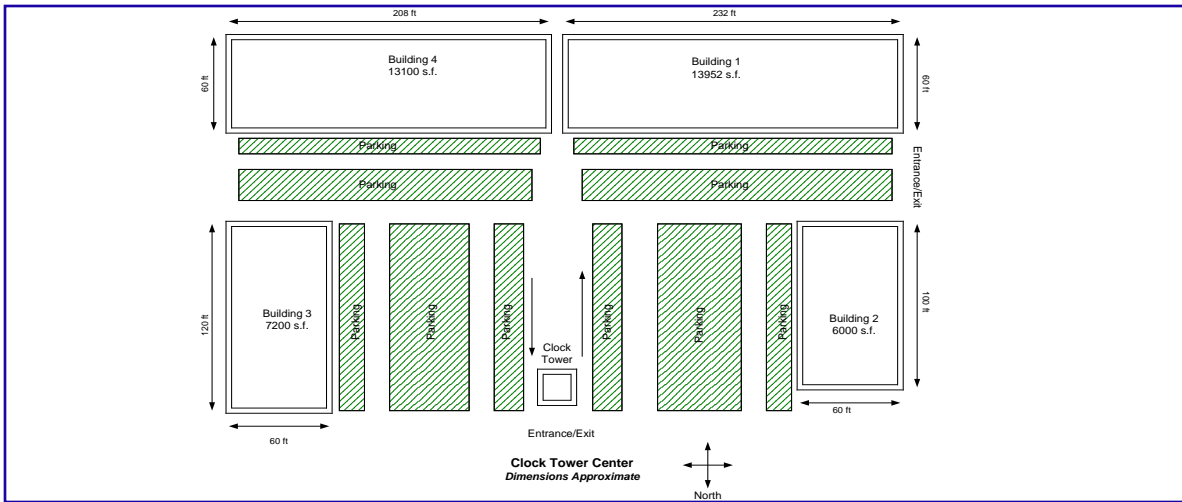 208 ft
232 ft
Building 4
13100 s.f.
Building 1
13952 s.f.
60 ft
60 ft
Parking
Parking
Entrance/Exit
Parking
Parking
Building 3
7200 s.f.
120 ft
Parking
Parking
Parking
Clock
Tower
Parking
Parking
Parking
Building 2
6000 s.f.
100 ft
60 ft
60 ft
Entrance/Exit
Clock Tower Center
Dimensions Approximate
North